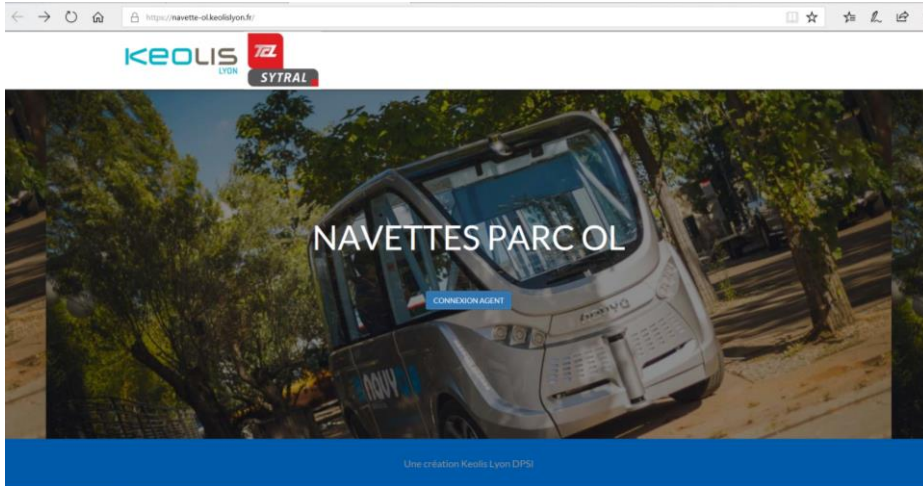 https://navette-ol.keolislyon.fr/
Keolis
LYON
TCL
SYTRAL
NAVETTES PARC OL
CONNEXION AGENT
navya
NAVY
Une création Keolis Lyon DPSI